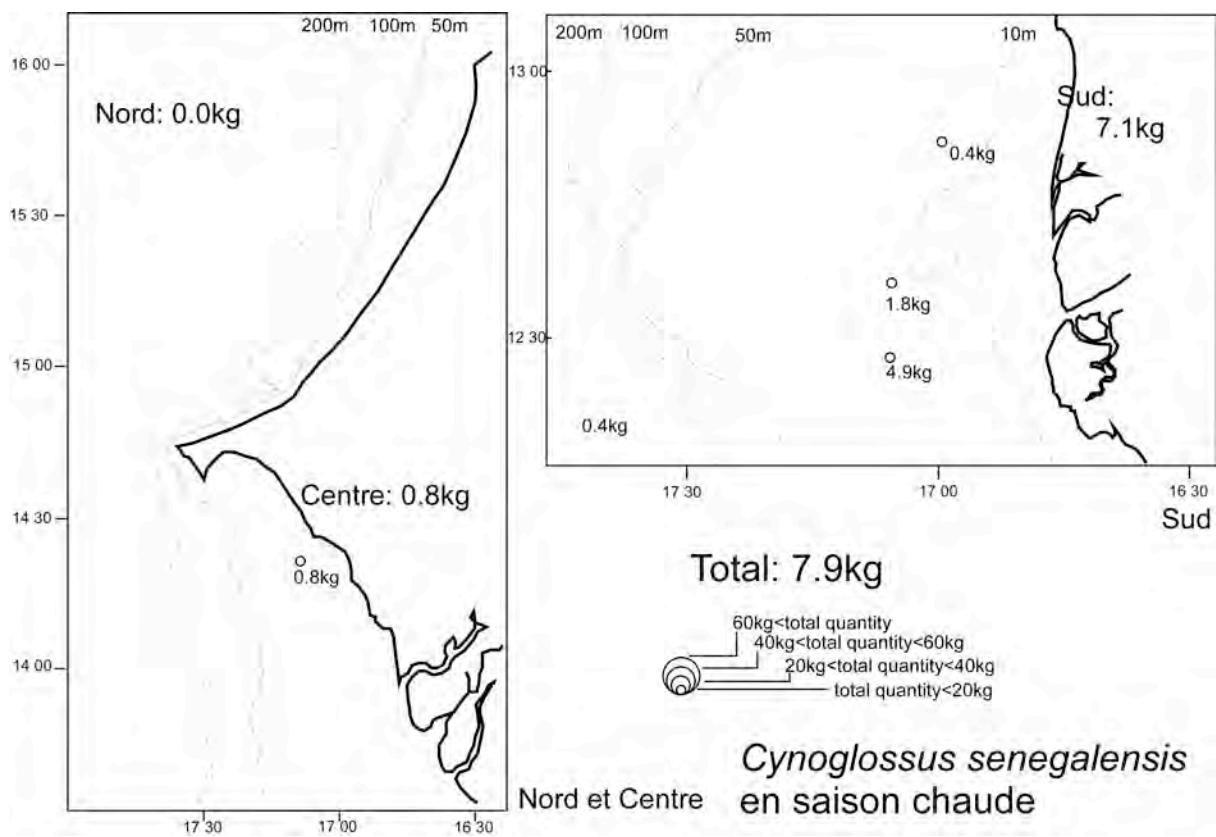 200m 100m 50m
16 00
Nord: 0.0kg
15 30
15 00
Centre: 0.8kg
14 30
0.8kg
14 00
17 30 17 00 16 30
Nord et Centre
200m 100m 50m 10m
13 00
Sud:
7.1kg
0.4kg
1.8kg
12 30
4.9kg
0.4kg
17 30 17 00 16 30
Sud
Total: 7.9kg
60kg<total quantity
40kg<total quantity<60kg
20kg<total quantity<40kg
total quantity<20kg
Cynoglossus senegalensis
en saison chaude